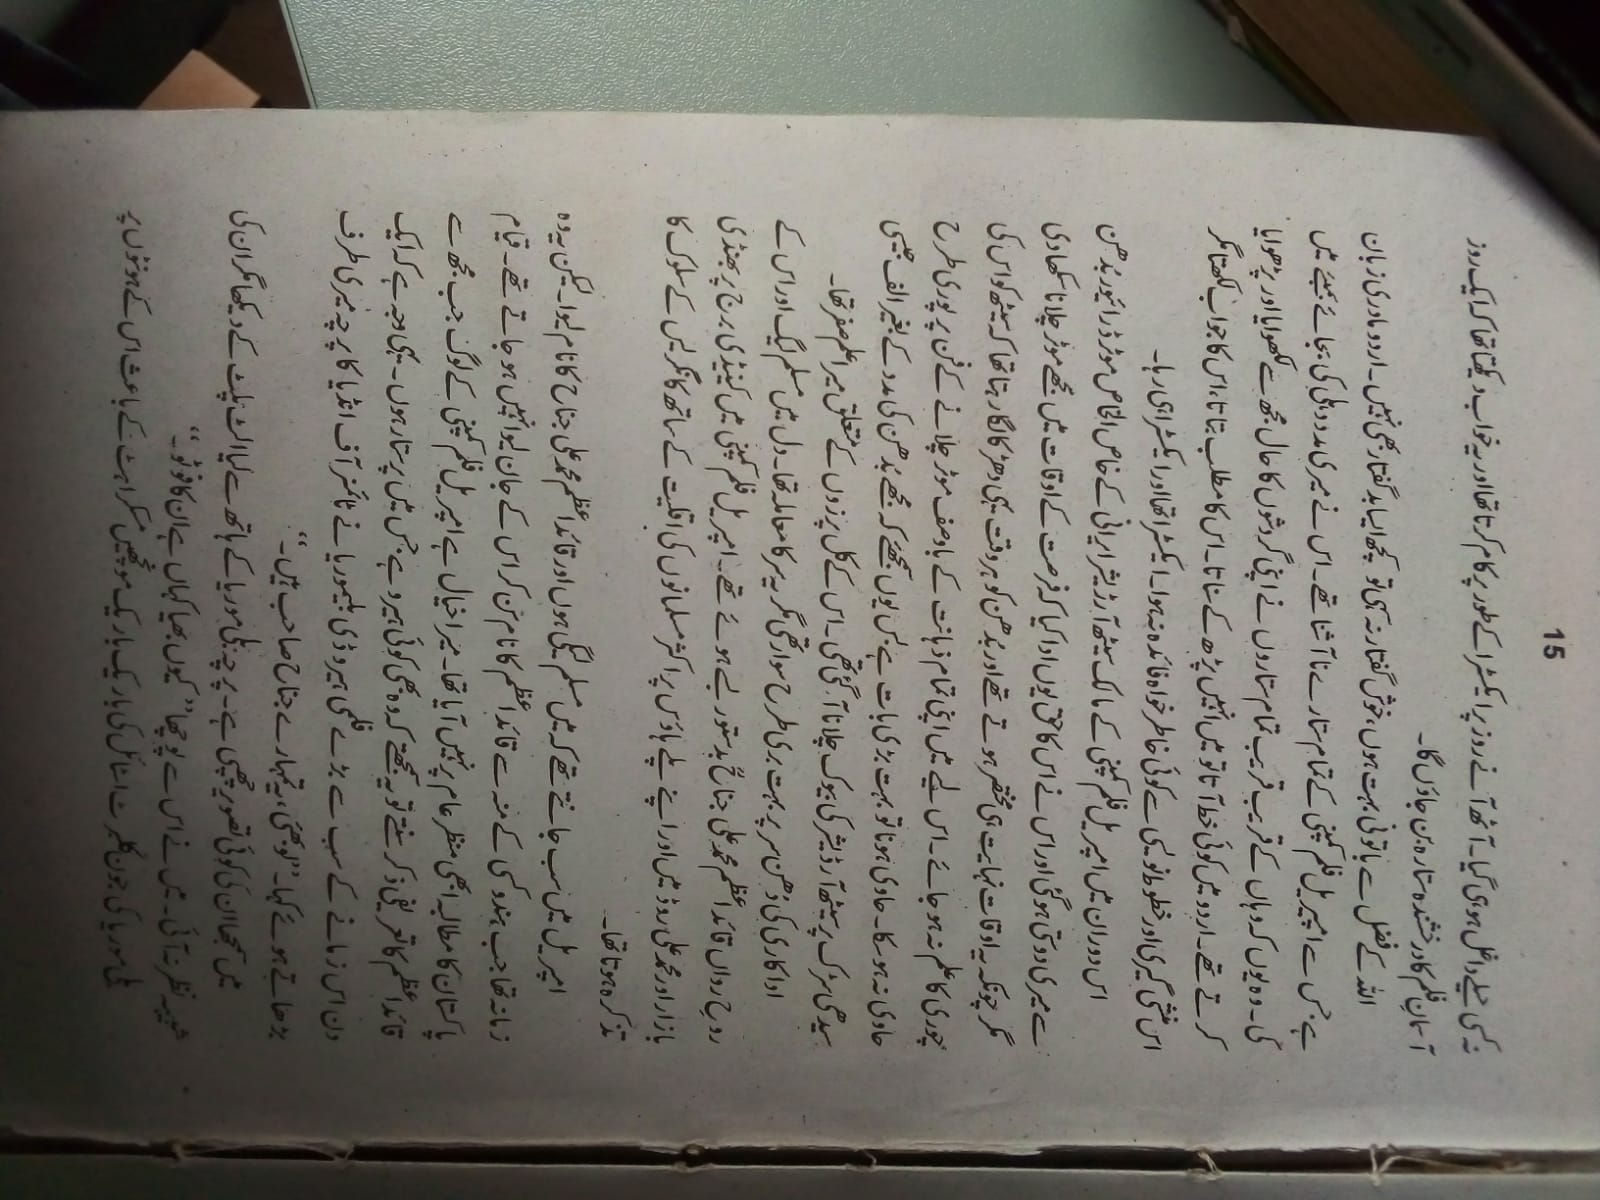 15
نہ کسی حیلے داخل ہو ہی گیا۔ آٹھ آنے روز پر ایکسٹرا کے طور پر کام کرتا تھا اور یہ خواب دیکھتا تھا کہ ایک روز
آسمانِ فلم کا درخشندہ ستارہ بن جاؤں گا۔
اللہ کے فضل سے باتونی بہت ہوں، خوش گفتار نہ سہی تو کچھ ایسا بد گفتار بھی نہیں۔ اردو مادری زبان
ہے جس سے امپیریل فلم کمپنی کے تمام ستارے نا آشنا تھے۔ اس نے میری مدد دہلی کی بجائے بمبئے میں
کی۔ وہ یوں کہ وہاں کے قریب قریب تمام ستاروں نے اپنی گردشوں کا حال مجھ سے لکھوایا اور پڑھوایا
کرتے تھے۔ اردو میں کوئی خط آتا تو میں انہیں پڑھ کے سناتا۔ اس کا مطلب بتاتا، اس کا جواب لکھتا مگر
اس منشی گیری اور خطوط نویسی سے کوئی خاطر خواہ فائدہ نہ ہوا۔ ایکسٹرا تھا اور ایکسٹرا ہی رہا۔
اس دوران میں امپریل فلم کمپنی کے مالک سیٹھ آرڈیشر ایرانی کے خاص الخاص موٹر ڈرائیور بُدھن
سے میری دوستی ہو گئی اور اس نے اس کا حق یوں ادا کیا کہ فرصت کے اوقات میں مجھے موٹر چلانا سکھا دی
مگر چونکہ یہ اوقات نہایت ہی مختصر ہوتے تھے اور بُدھن کو ہر وقت یہی دھڑکا لگا رہتا تھا کہ سیٹھ کو اس کی
چوری کا علم نہ ہو جائے۔ اس لیے میں اپنی تمام ذہانت کے باوصف موٹر چلانے کے فن پر پوری طرح
حاوی نہ ہو سکا۔ حاوی ہونا تو بہت بڑی بات ہے بس یوں سمجھئے کہ مجھے بُدھن کی مدد کے بغیر الف جیسی
سیدھی سڑک پر سیٹھ آرڈیشر کی بیوک چلانا آ گئی تھی۔ اس کے کل پرزوں کے متعلق میرا علم صفر تھا۔
اداکاری کی دُھن سر پر بہت بری طرح سوار تھی مگر یہ سر کا معاملہ تھا۔ دل میں مسلم لیگ اور اس کے
روحِ رواں قائد اعظم محمد علی جناحؒ بدستور بسے ہوئے تھے۔ امپریل فلم کمپنی میں کینیڈی برج پر بھنڈی
بازار اور محمد علی روڈ میں اور اپنے پلے ہاؤس پر اکثر مسلمانوں کی اقلیت کے ساتھ کانگریس کے سلوک کا
تذکرہ ہوتا تھا۔
امپریل میں سب جانتے تھے کہ میں مسلم لیگی ہوں اور قائد اعظم محمد علی جناح کا نام لیوا۔ لیکن یہ وہ
زمانہ تھا جب ہندو کسی کے منہ سے قائد اعظم کا نام سن کر اس کے جان لیوا نہیں ہو جاتے تھے۔ قیام
پاکستان کا مطالبہ ابھی منظر عام پر نہیں آیا تھا۔ میرا خیال ہے امپریل فلم کمپنی کے لوگ جب مجھ سے
قائد اعظم کا تعریفی ذکر سنتے تو یہ سمجھتے کہ وہ بھی کوئی ہیرو ہے جس میں پرستار ہوں۔ یہی وجہ ہے کہ ایک
دن اس زمانے کے سب سے بڑے فلمی ہیرو ڈی بلیموریا نے ٹائمنر آف انڈیا کا پرچہ میری طرف
بڑھاتے ہوئے کہا۔ ”لو بھئی، یہ تمہارے جناح صاحب ہیں۔“
میں سمجھا ان کی کوئی تصویر چھپی ہے۔ پرچہ بلی موریا کے ہاتھ سے لیا الٹ پلٹ کے دیکھا مگر ان کی
شبیہہ نظر نہ آئی۔ میں نے اس سے پوچھا ”کیوں بھیا کہاں ہے ان کا فوٹو۔“
بلی موریا کی جون گلبرٹ اسٹائل کی باریک باریک مونچھیں مسکراہٹ کے باعث اس کے ہونٹوں پر